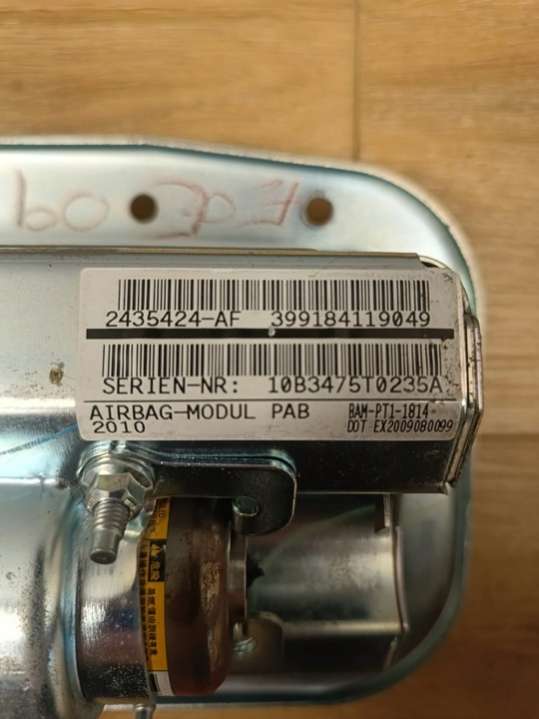 2435424-AF 399184119049
SERIEN-NR: 10B3475T0235A
AIRBAG-MODUL PAB
2010
BAM-PT1-1814-
DOT EX2009080099